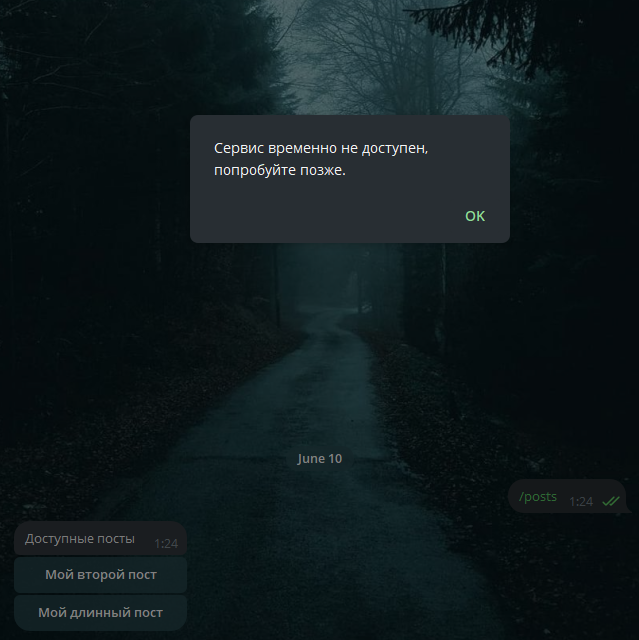 Сервис временно не доступен,
попробуйте позже.
OK
June 10
/posts 1:24
Доступные посты 1:24
Мой второй пост
Мой длинный пост